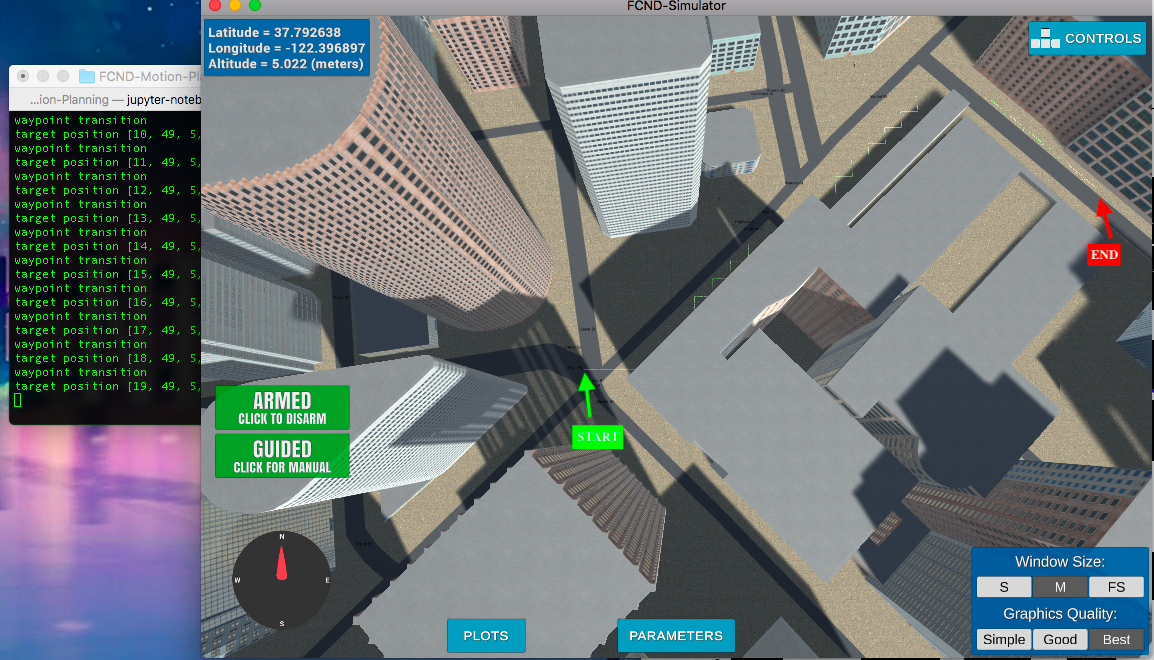 FCND-Simulator
Latitude = 37.792638
Longitude = -122.396897
Altitude = 5.022 (meters)
CONTROLS
FCND-Motion-Pl
...ion-Planning — jupyter-noteb
waypoint transition
target position [10, 49, 5,
waypoint transition
target position [11, 49, 5,
waypoint transition
target position [12, 49, 5,
waypoint transition
target position [13, 49, 5,
waypoint transition
target position [14, 49, 5,
waypoint transition
target position [15, 49, 5,
waypoint transition
target position [16, 49, 5,
waypoint transition
target position [17, 49, 5,
waypoint transition
target position [18, 49, 5,
waypoint transition
target position [19, 49, 5,
END
START
ARMED
CLICK TO DISARM
GUIDED
CLICK FOR MANUAL
N
W E
S
PLOTS
PARAMETERS
Window Size:
S M FS
Graphics Quality:
Simple Good Best